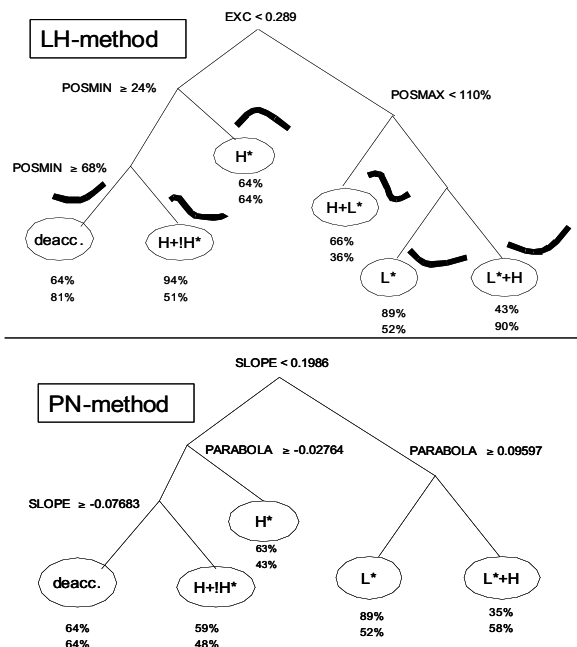 EXC < 0.289
LH-method
POSMIN ≥ 24%
POSMAX < 110%
H*
64%
64%
POSMIN ≥ 68%
deacc.
64%
81%
H+!H*
94%
51%
H+L*
66%
36%
L*
89%
52%
L*+H
43%
90%
SLOPE < 0.1986
PN-method
PARABOLA ≥ -0.02764
PARABOLA ≥ 0.09597
SLOPE ≥ -0.07683
H*
63%
43%
deacc.
64%
64%
H+!H*
59%
48%
L*
89%
52%
L*+H
35%
58%